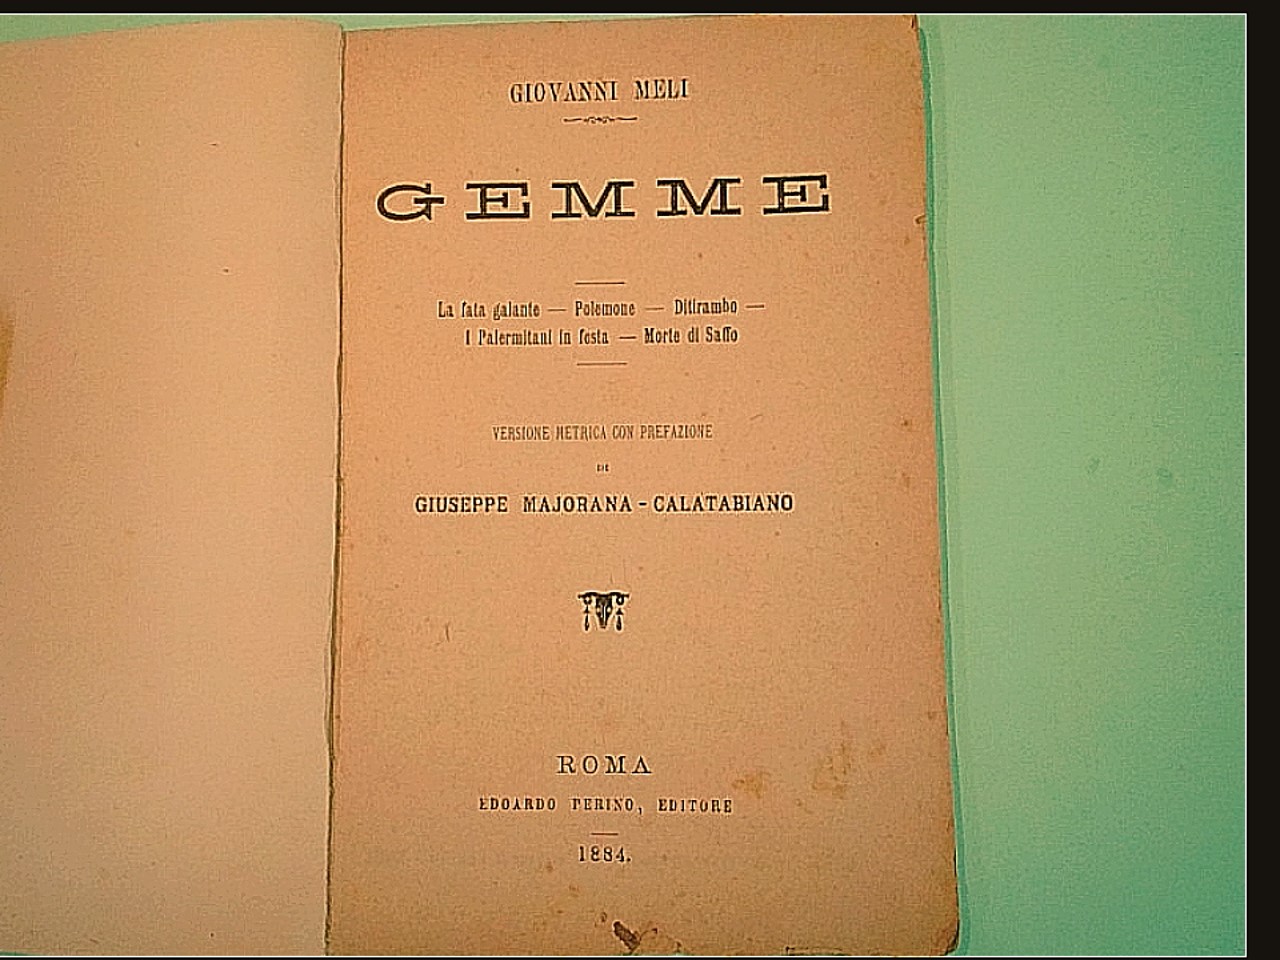 GIOVANNI MELI
GEMME
La fata galante — Polemone — Ditirambo —
I Palermitani in festa — Morte di Saffo
VERSIONE METRICA CON PREFAZIONE
DI
GIUSEPPE MAJORANA-CALATABIANO
ROMA
EDOARDO PERINO, EDITORE
1884.